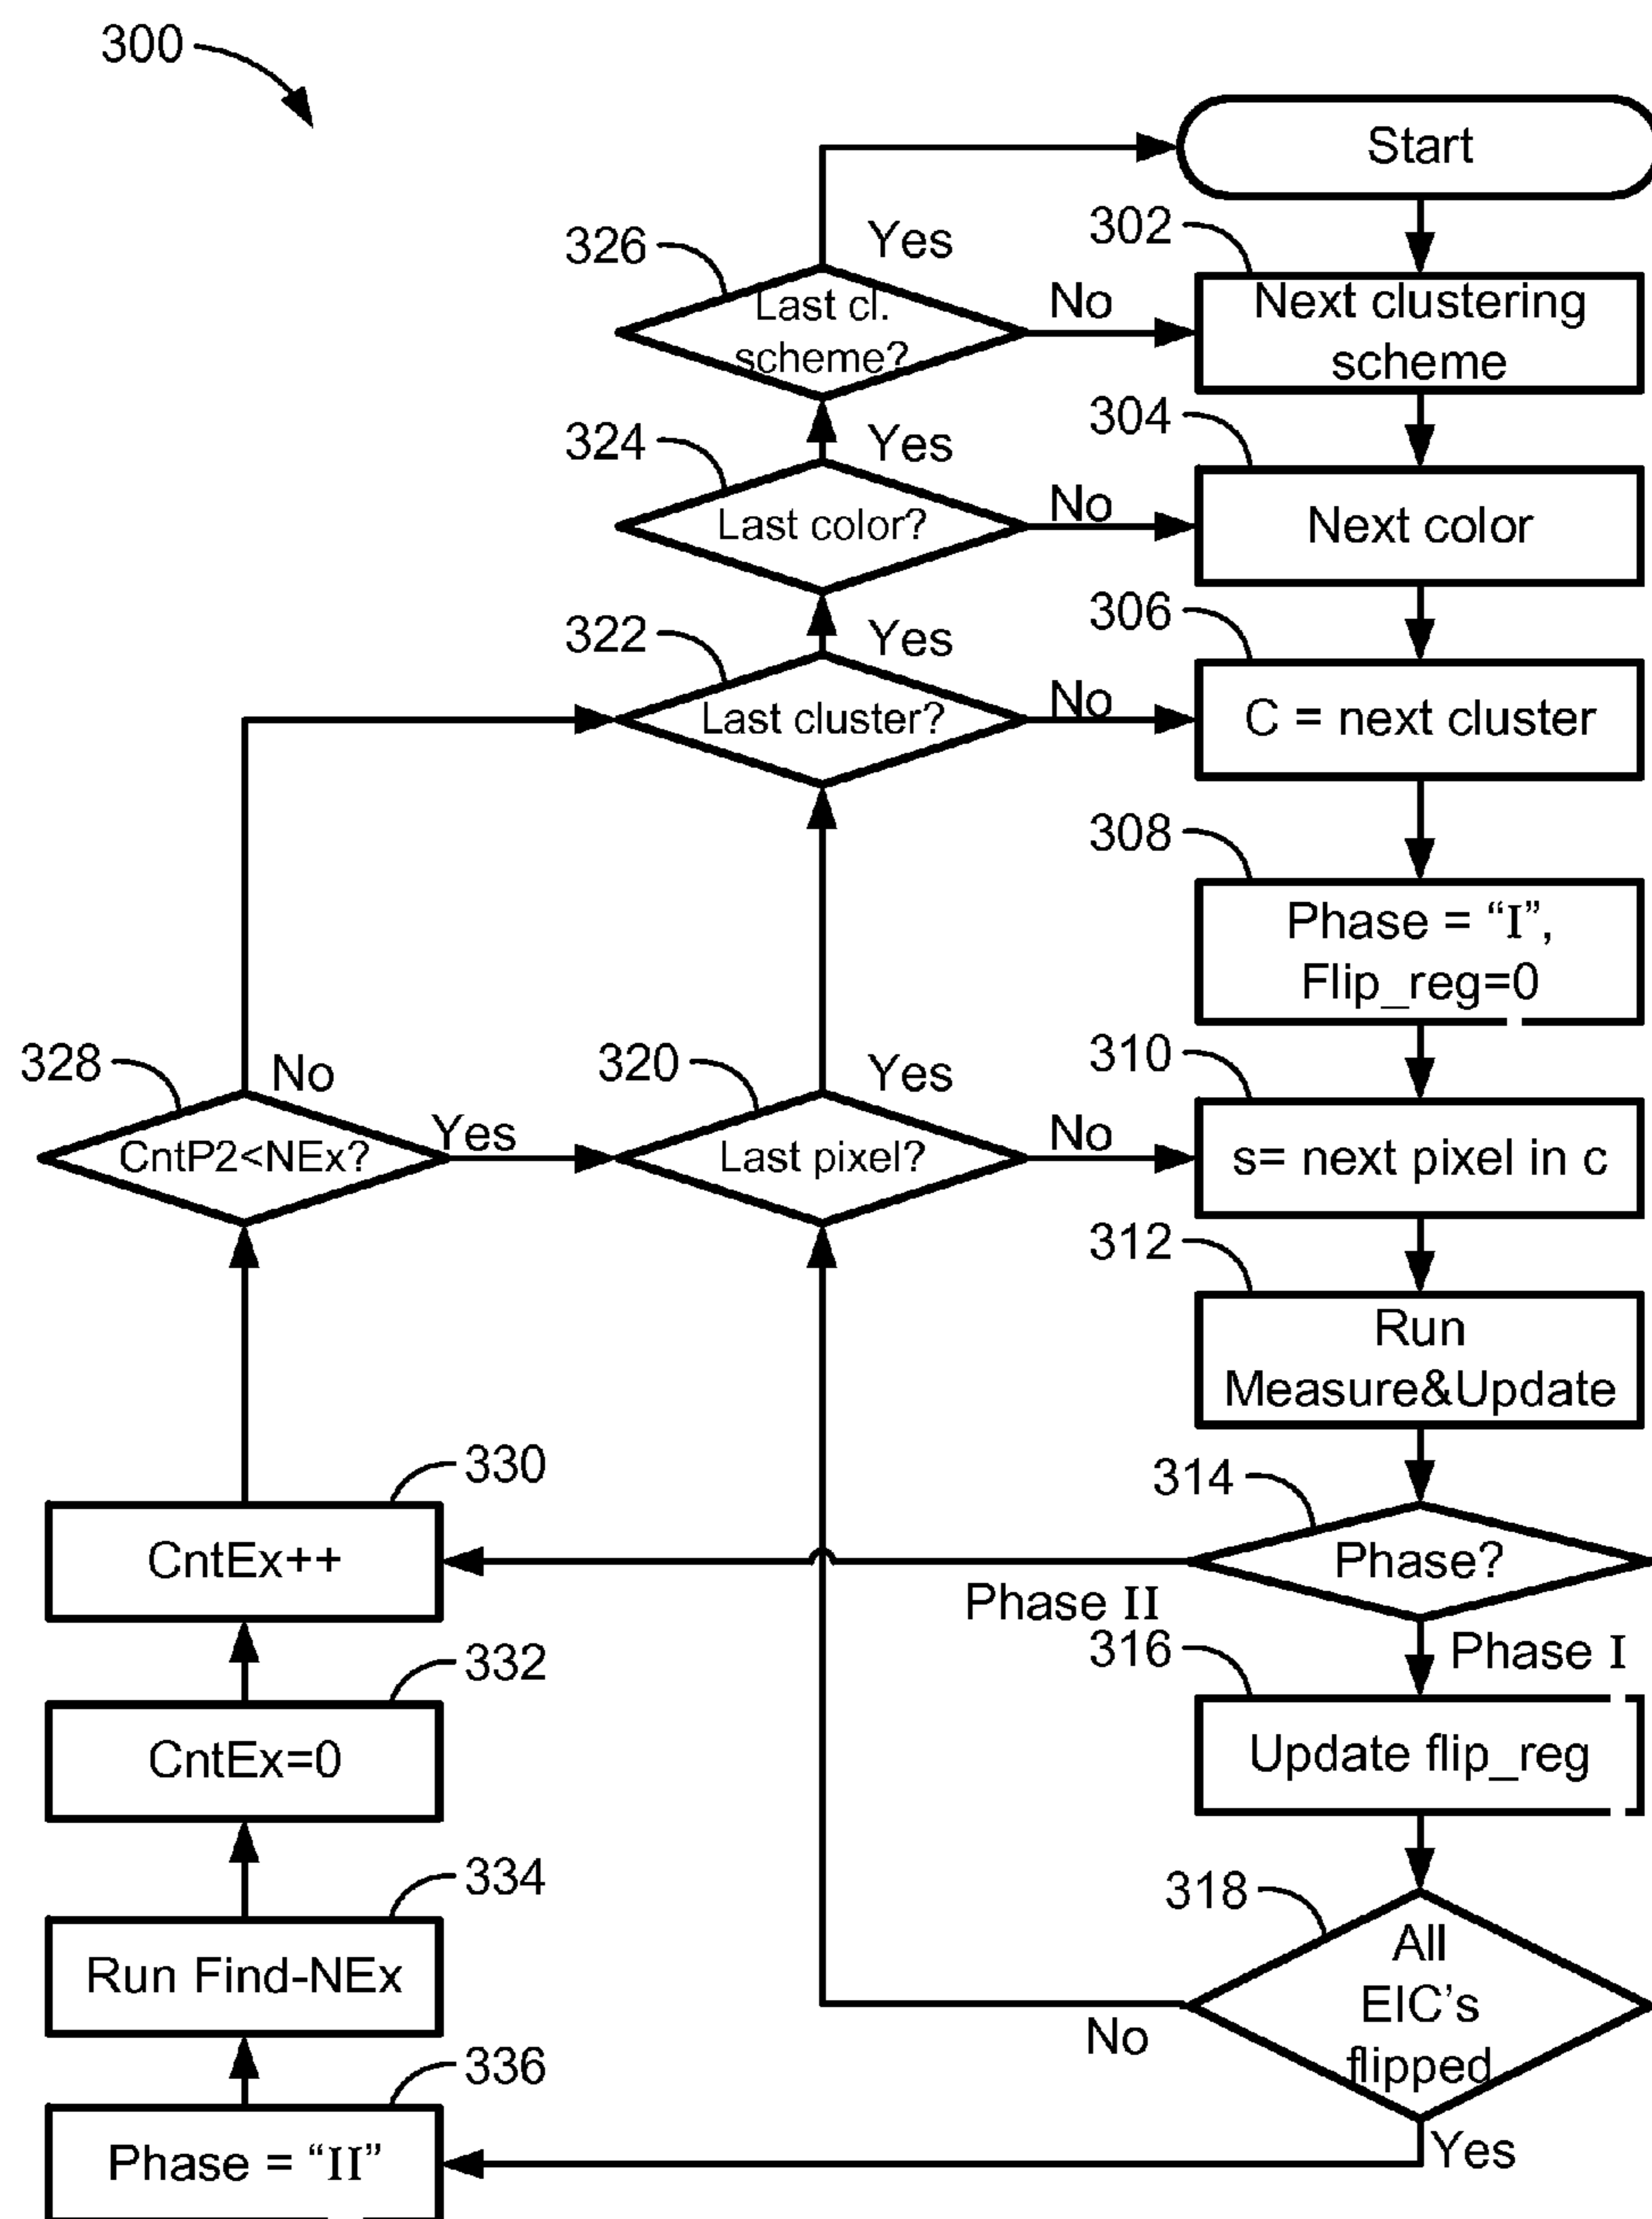 300
Start
302
Next clustering
scheme
326
Last cl.
scheme?
Yes
No
304
Next color
324
Last color?
Yes
No
306
C = next cluster
322
Last cluster?
Yes
No
308
Phase = “I”,
Flip_reg=0
310
s= next pixel in c
328
CntP2<NEx?
No
Yes
320
Last pixel?
Yes
No
312
Run
Measure&Update
314
Phase?
Phase II
Phase I
330
CntEx++
316
Update flip_reg
332
CntEx=0
318
All
EIC’s
flipped
No
Yes
334
Run Find-NEx
336
Phase = “II”